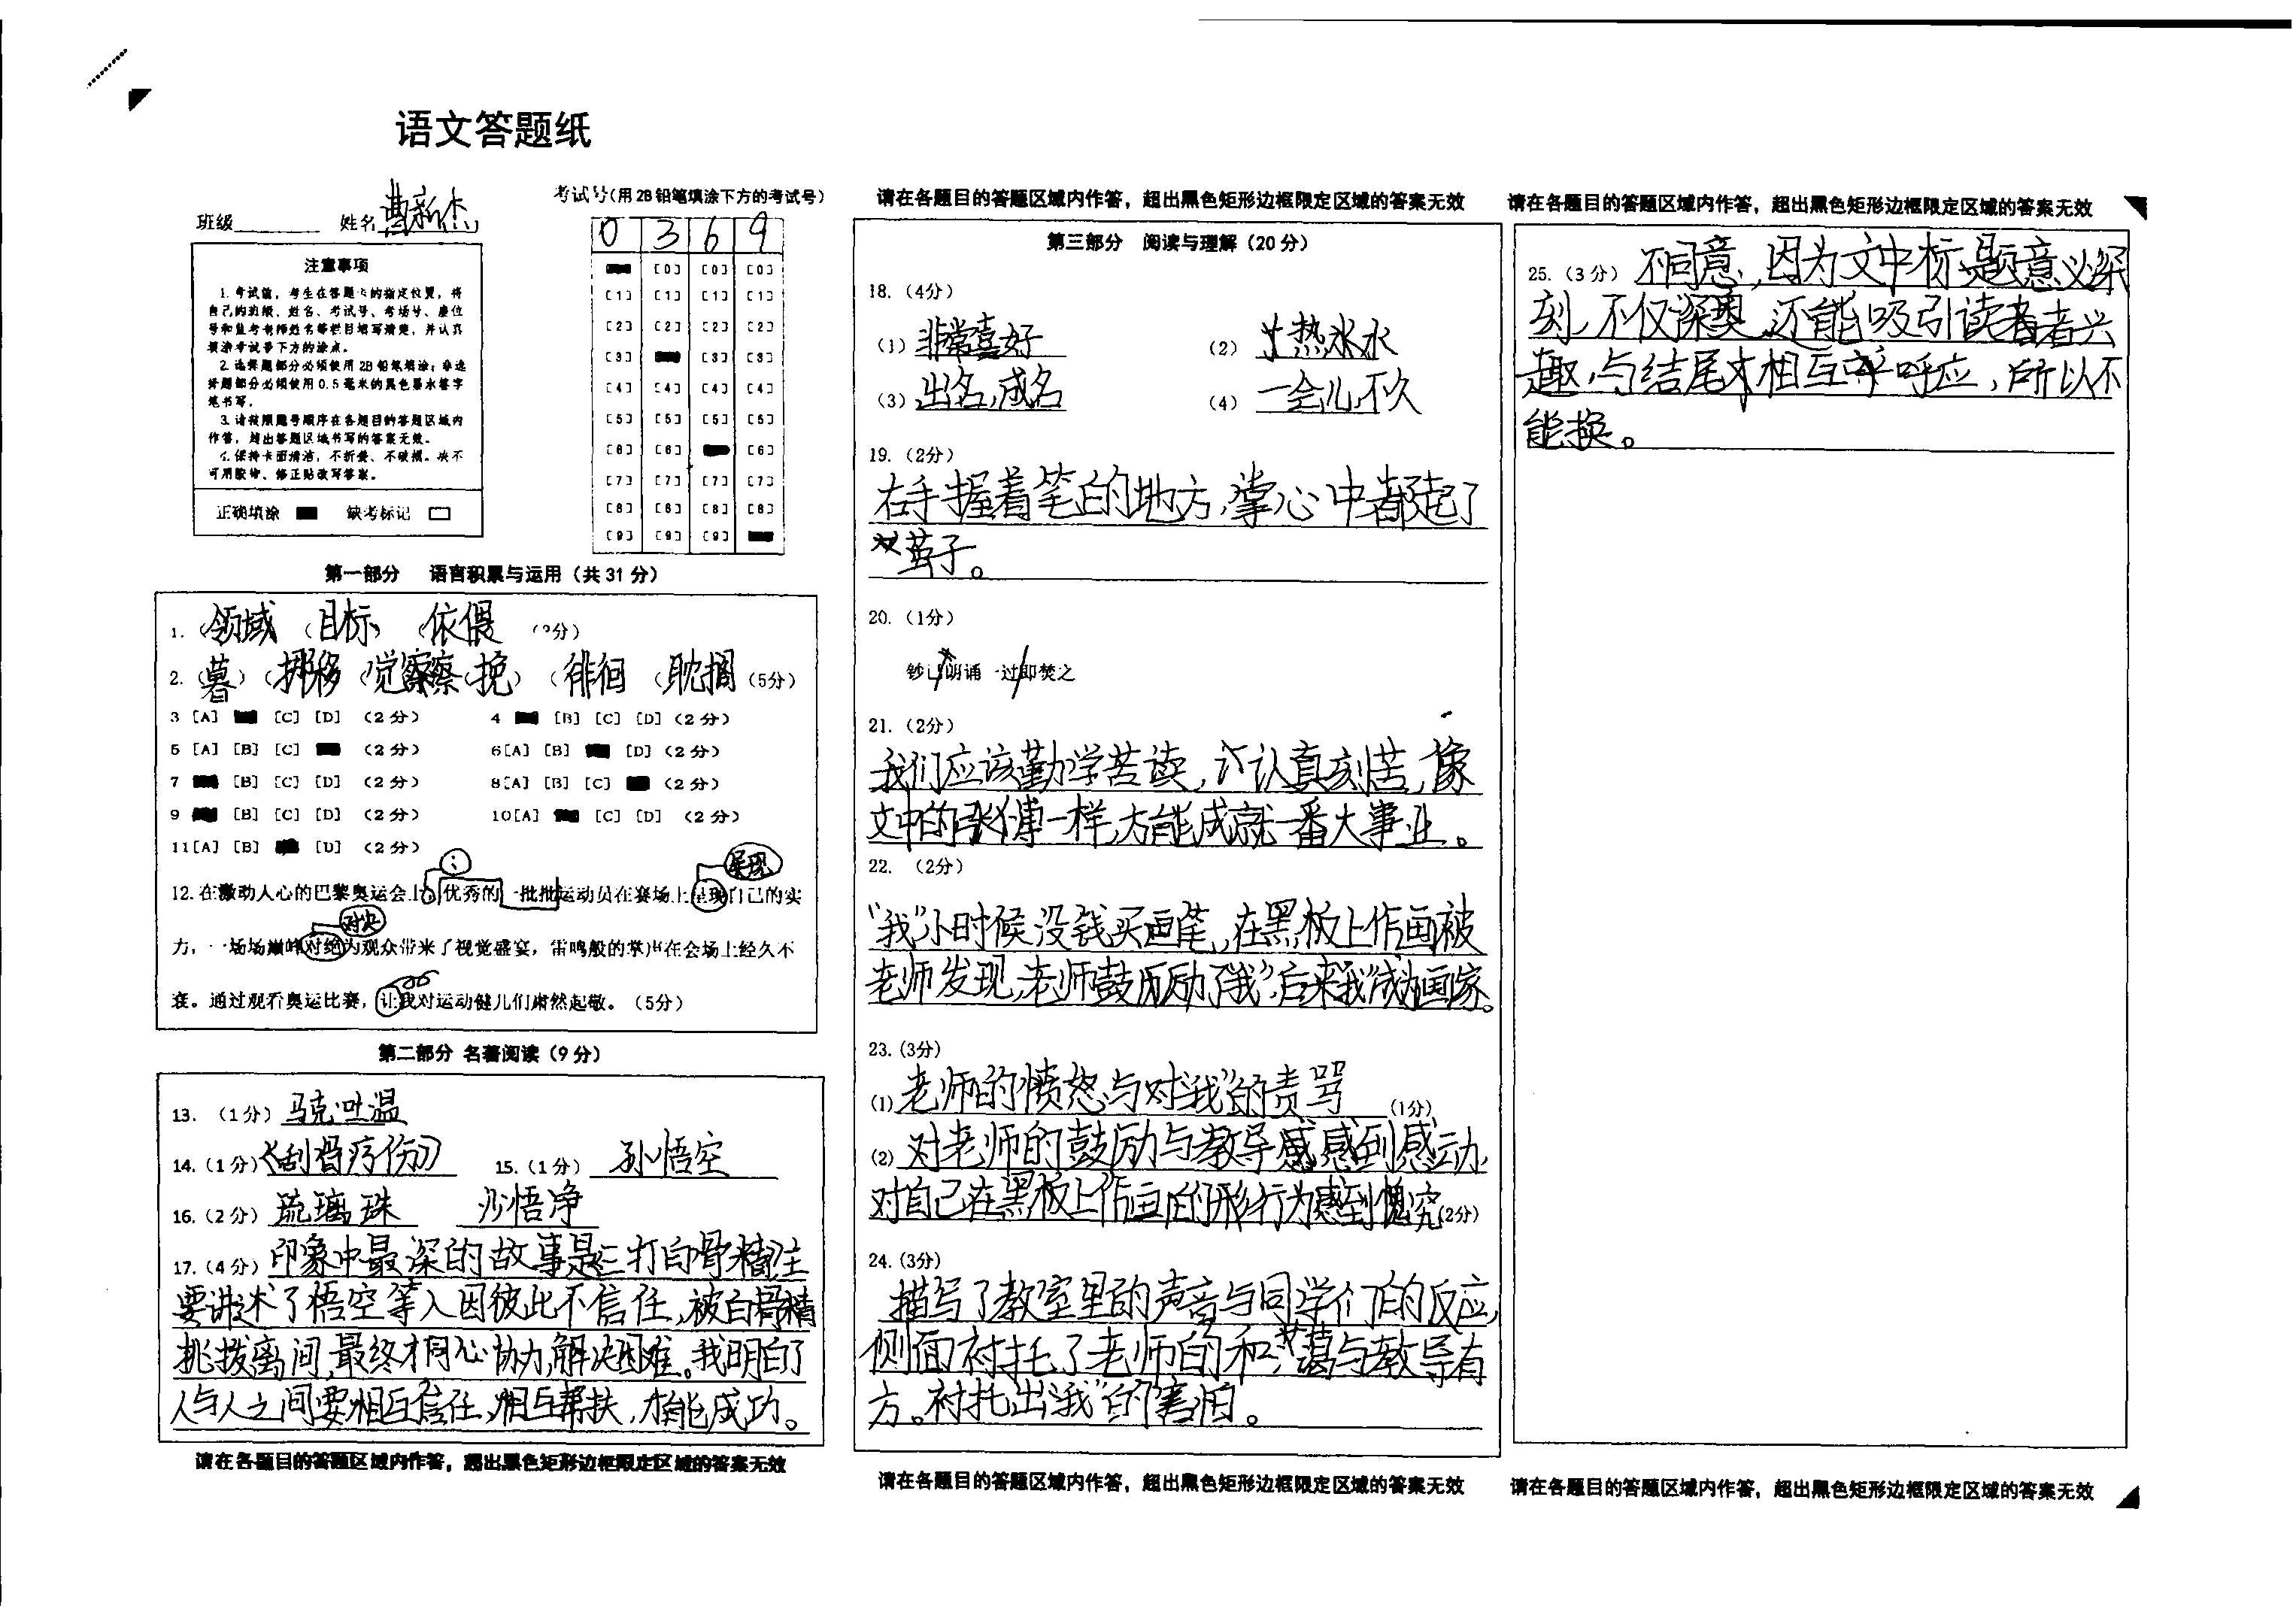 语文答题纸
班级 姓名 曹新杰
考试号(用2B铅笔填涂下方的考试号)
0 3 6 9
注意事项
1.考试前,考生在答题卡的指定位置,将
自己的班级、姓名、考试号、考场号、座位
号和监考老师姓名等栏目填写清楚,并认真
填涂考试号下方的涂点。
2.选择题部分必须使用2B铅笔填涂;非选
择题部分必须使用0.5毫米的黑色墨水签字
笔书写。
3.请按照题号顺序在各题目的答题区域内
作答,超出答题区域书写的答案无效。
4.保持卡面清洁,不折叠、不破损。决不
可用胶带、修正贴改写答案。
正确填涂 缺考标记
[0] [0] [0]
[1] [1] [1] [1]
[2] [2] [2] [2]
[3] [3] [3]
[4] [4] [4] [4]
[5] [5] [5] [5]
[6] [6] [6]
[7] [7] [7] [7]
[8] [8] [8] [8]
[9] [9] [9]
第一部分 语言积累与运用(共31分)
1.(领域 (目标) (依偎
2.(暮)(挪移 (觉察 (挽)(徘徊 (耽搁 (5分)
3 [A] [C] [D] (2分) 4 [B] [C] [D] (2分)
5 [A] [B] [C] (2分) 6[A] [B] [D] (2分)
7 [B] [C] [D] (2分) 8[A] [B] [C] (2分)
9 [B] [C] [D] (2分) 10[A] [C] [D] (2分)
11[A] [B] [D] (2分)
呈现
12.在激动人心的巴黎奥运会上,优秀的一批批运动员在赛场上呈现自己的实
对决
力,一场场巅峰对绝为观众带来了视觉盛宴,雷鸣般的掌声在会场上经久不
衰。通过观看奥运比赛,让我对运动健儿们肃然起敬。(5分)
第二部分 名著阅读(9分)
13.(1分)马克·吐温
14.(1分)《刮骨疗伤》 15.(1分)孙悟空
16.(2分)琉璃珠 沙悟净
17.(4分)印象中最深的故事是三打白骨精,主
要讲述了悟空等人因彼此不信任,被白骨精
挑拨离间,最终才同心协力,解决困难。我明白了
人与人之间要相互信任,相互帮扶,才能成功。
请在各题目的答题区域内作答,超出黑色矩形边框限定区域的答案无效
请在各题目的答题区域内作答,超出黑色矩形边框限定区域的答案无效
第三部分 阅读与理解(20分)
18.(4分)
(1)非常喜好 (2)热水
(3)出名,成名 (4)一会儿,不久
19.(2分)
右手握着笔的地方,掌心中都起了
茧子。
20.(1分)
钞已朗诵一过即焚之
21.(2分)
我们应该勤学苦读,认真刻苦,像
文中的张溥一样,方能成就一番大事业。
22.(2分)
“我”小时候没钱买画笔,在黑板上作画被
老师发现,老师鼓励了“我”,后来“我”成为画家。
23.(3分)
(1)老师的愤怒与对“我”的责骂 (1分)
(2)对老师的鼓励与教导感到感动,
对自己在黑板上作画的行为感到愧疚(2分)
24.(3分)
描写了教室里的声音与同学们的反应,
侧面衬托了老师的和蔼与教导有
方。衬托出“我”的害怕。
请在各题目的答题区域内作答,超出黑色矩形边框限定区域的答案无效
请在各题目的答题区域内作答,超出黑色矩形边框限定区域的答案无效
25.(3分)不同意,因为文中标题意义深
刻,不仅深奥,还能吸引读者兴
趣,与结尾相互呼应,所以不
能换。
请在各题目的答题区域内作答,超出黑色矩形边框限定区域的答案无效